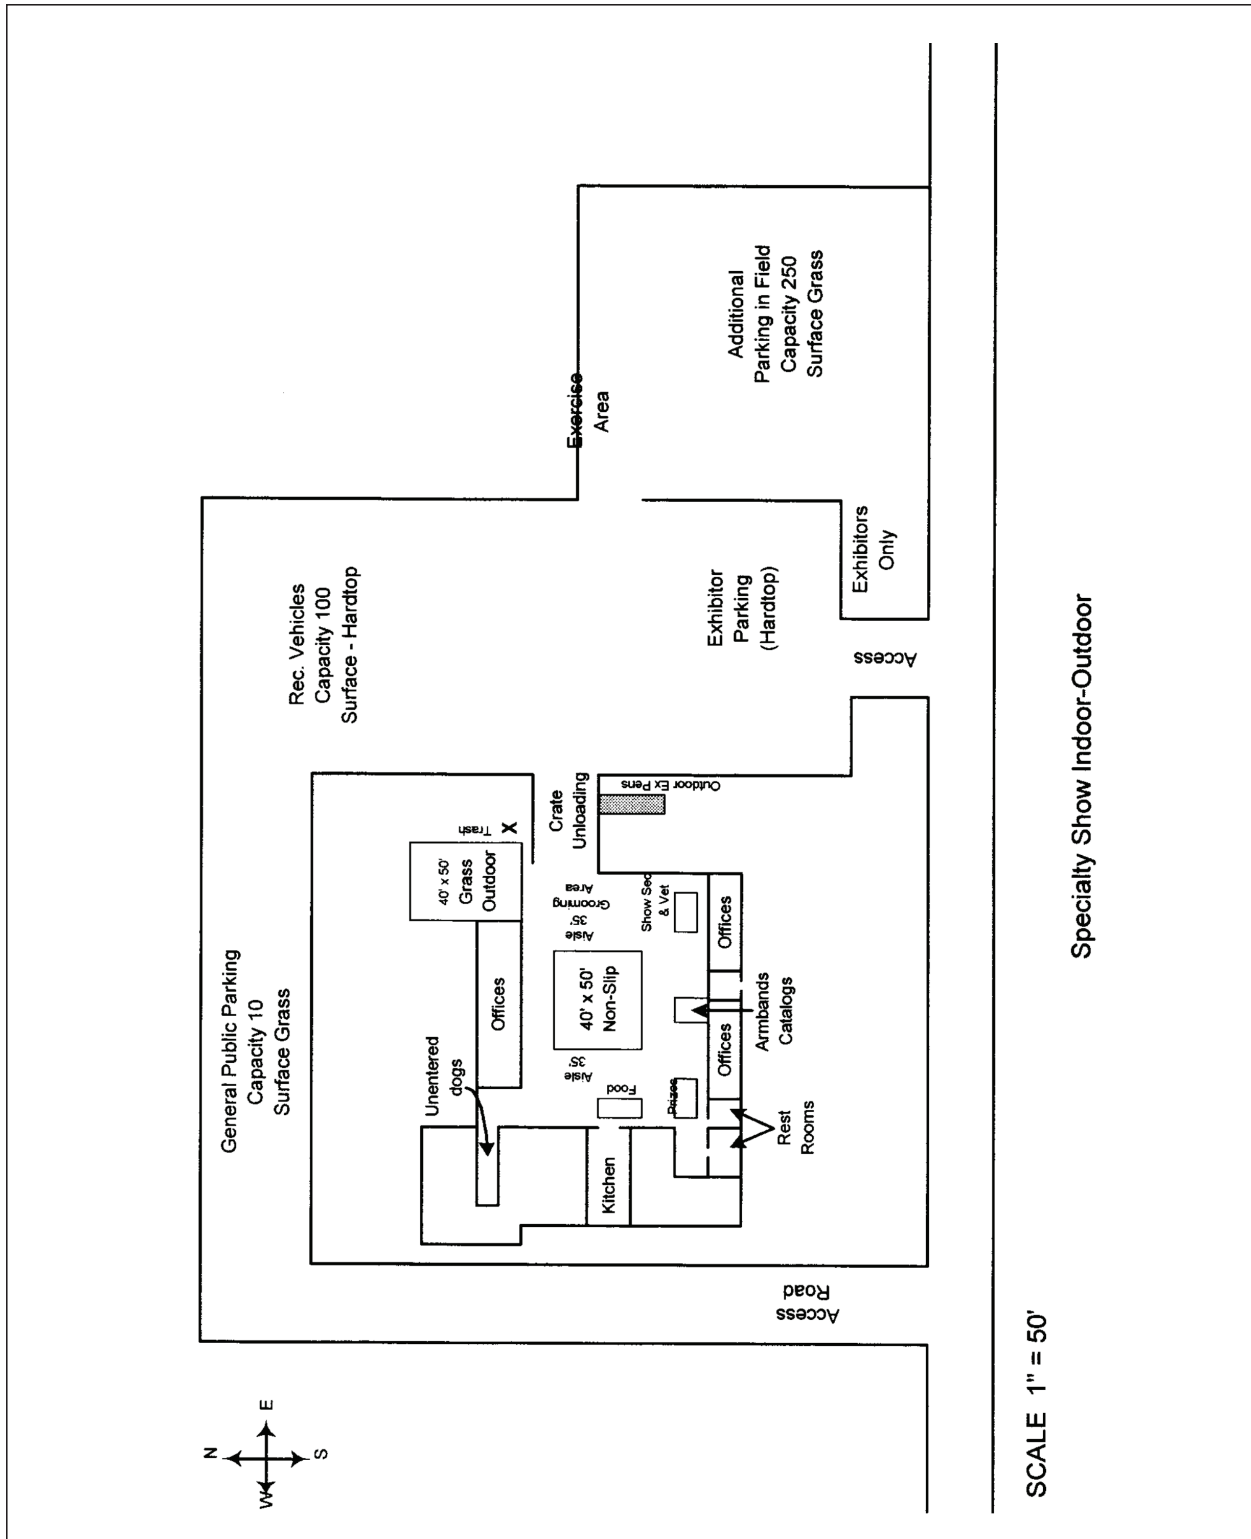 N
W
E
S
General Public Parking
Capacity 10
Surface Grass
Rec. Vehicles
Capacity 100
Surface - Hardtop
Exercise
Area
Additional
Parking in Field
Capacity 250
Surface Grass
Exhibitor
Parking
(Hardtop)
Exhibitors
Only
Access
Unentered
dogs
Offices
40' x 50'
Grass
Outdoor
Trash
X
Crate
Unloading
Outdoor Ex Pens
Grooming
Area
Aisle
35'
40' x 50'
Non-Slip
Aisle
35'
Food
Kitchen
Prizes
Show Sec
& Vet
Offices
Offices
Armbands
Catalogs
Rest
Rooms
Access
Road
SCALE 1" = 50'
Specialty Show Indoor-Outdoor